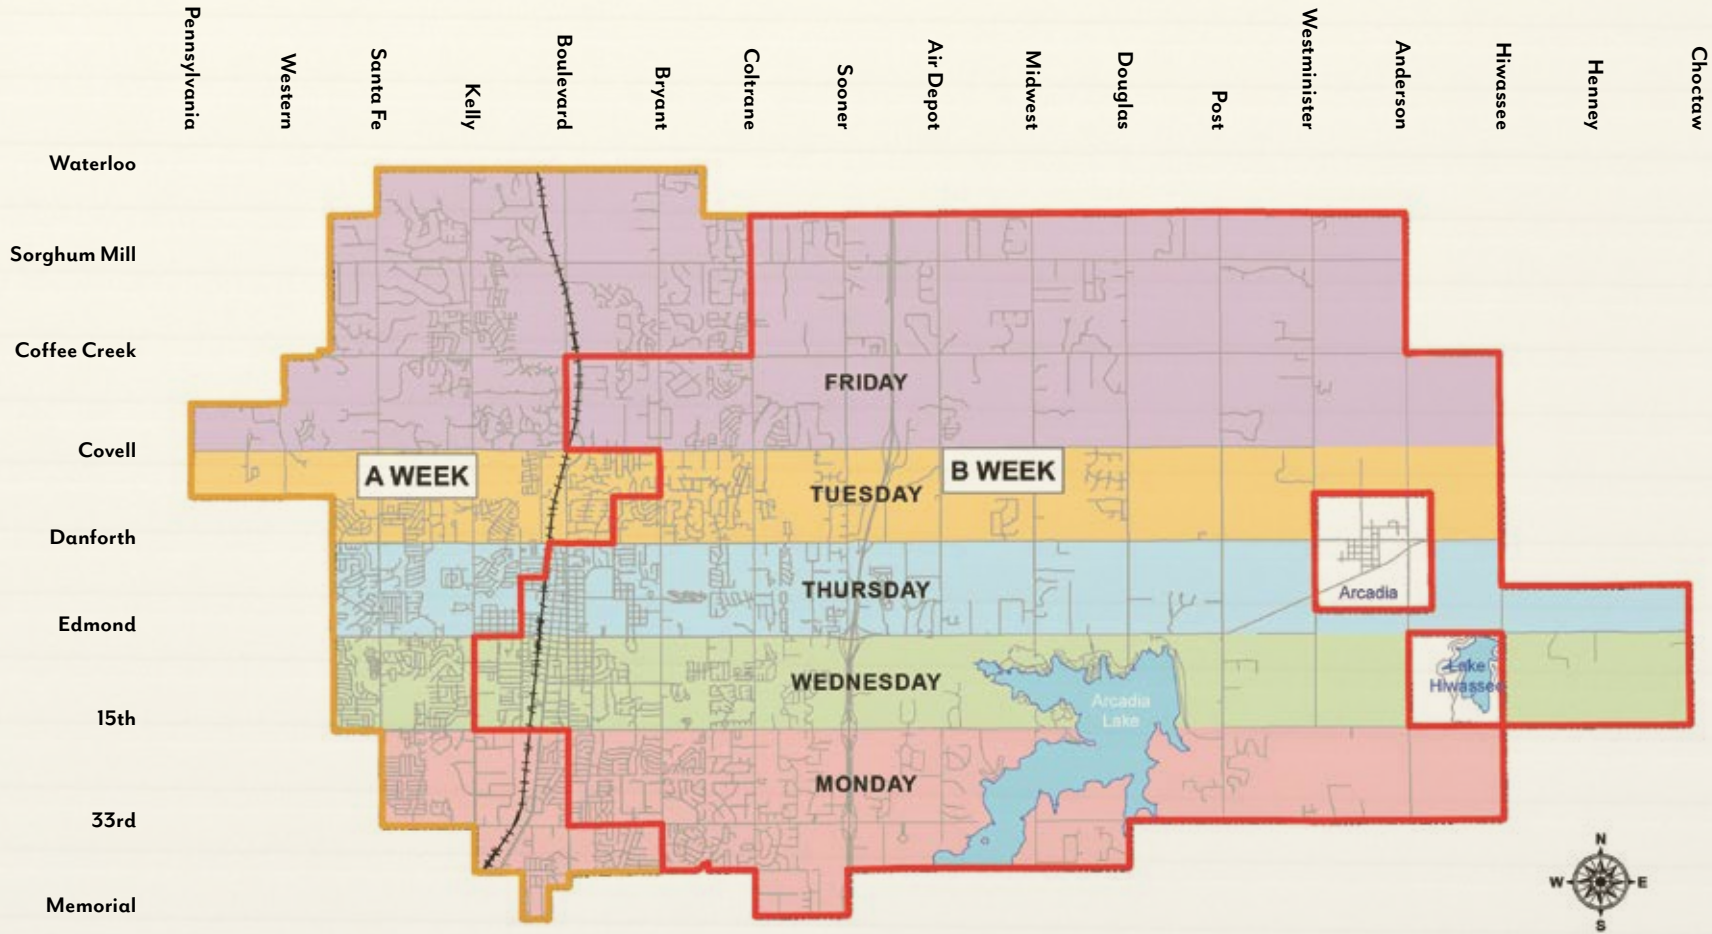 Pennsylvania
Western
Santa Fe
Kelly
Boulevard
Bryant
Coltrane
Sooner
Air Depot
Midwest
Douglas
Post
Westminister
Anderson
Hiwassee
Henney
Choctaw
Waterloo
Sorghum Mill
Coffee Creek
Covell
Danforth
Edmond
15th
33rd
Memorial
FRIDAY
A WEEK
B WEEK
TUESDAY
THURSDAY
Arcadia
WEDNESDAY
Lake
Hiwassee
Arcadia
Lake
MONDAY
N
W
E
S